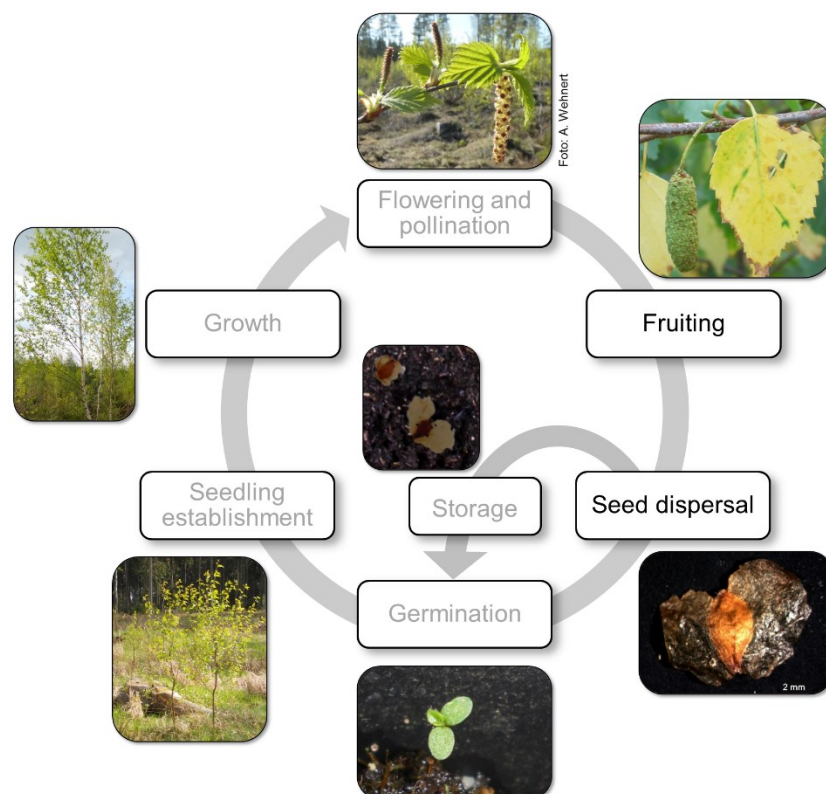 Foto: A. Wehnert
Flowering and
pollination
Growth
Fruiting
Seedling
establishment
Storage
Seed dispersal
Germination
2 mm